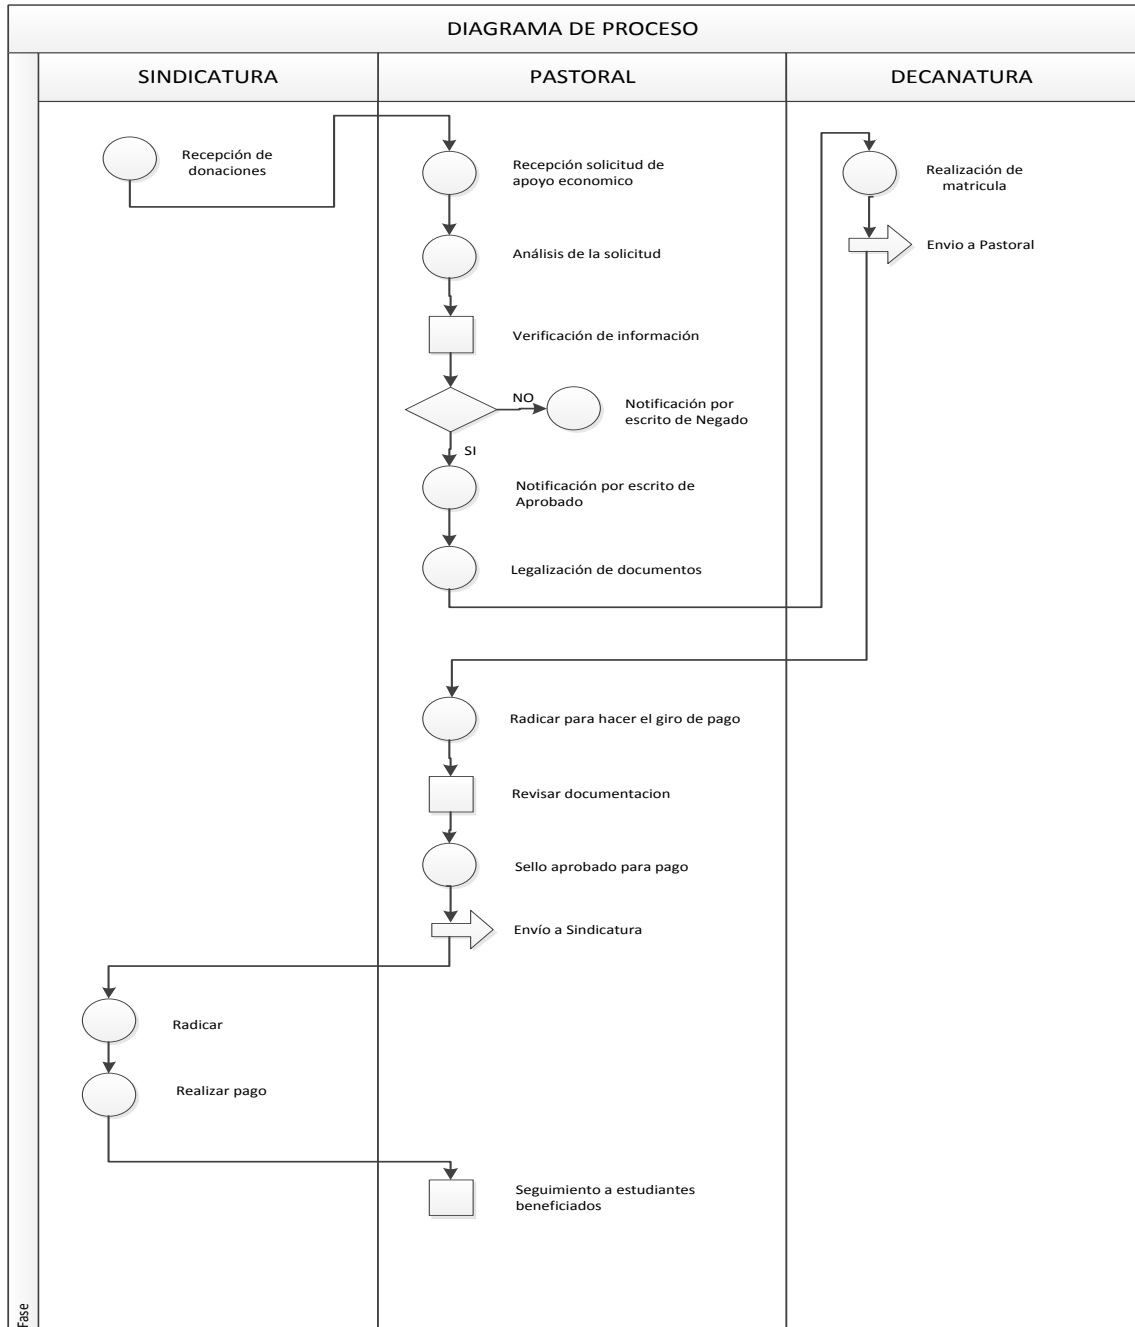 DIAGRAMA DE PROCESO
SINDICATURA
PASTORAL
DECANATURA
Recepción de
donaciones
Recepción solicitud de
apoyo economico
Realización de
matricula
Análisis de la solicitud
Envio a Pastoral
Verificación de información
NO
Notificación por
escrito de Negado
SI
Notificación por escrito de
Aprobado
Legalización de documentos
Radicar para hacer el giro de pago
Revisar documentacion
Sello aprobado para pago
Envío a Sindicatura
Radicar
Realizar pago
Seguimiento a estudiantes
beneficiados
Fase